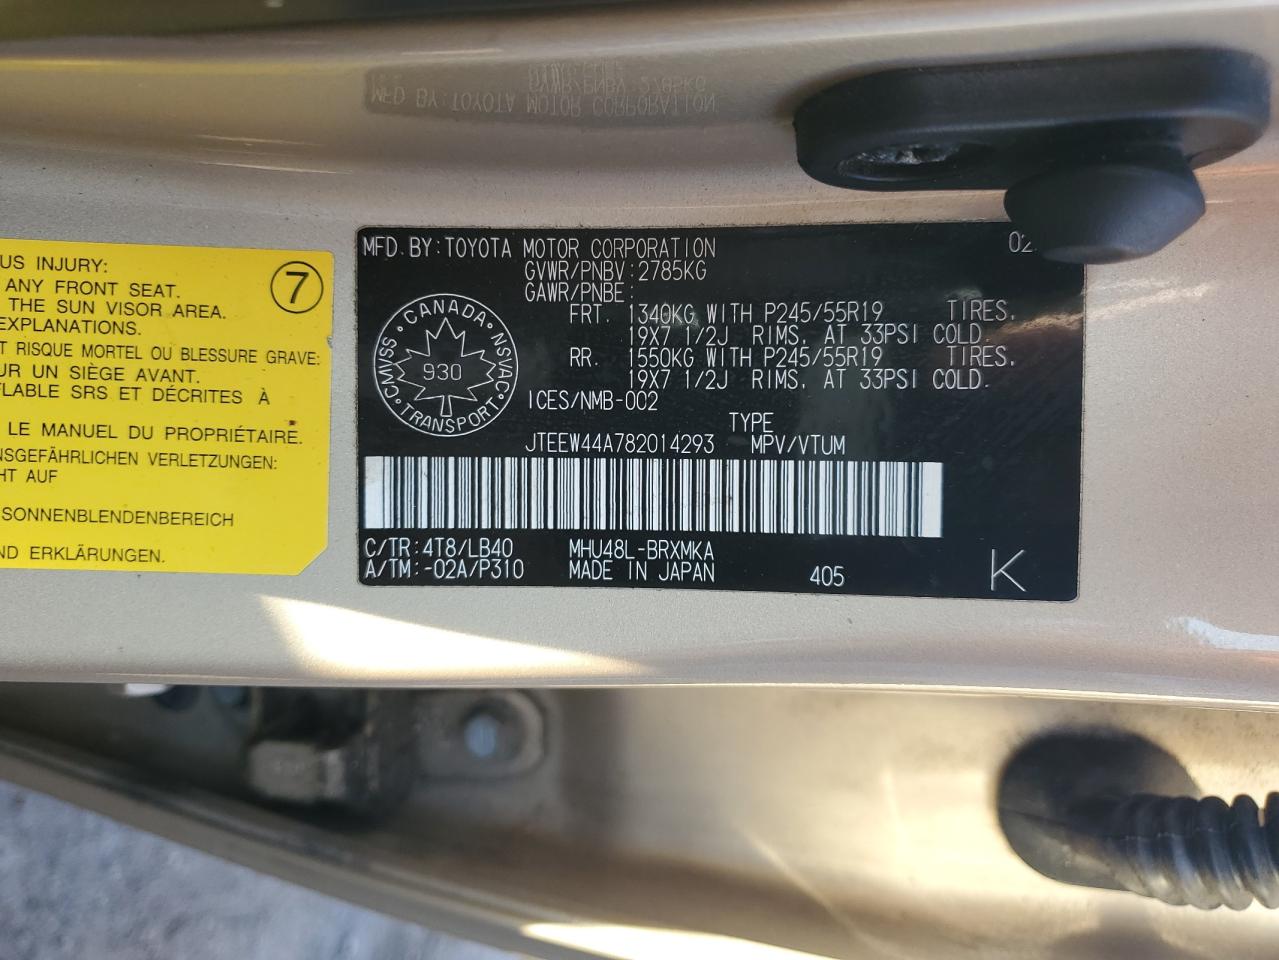 MFD. BY: TOYOTA MOTOR CORPORATION 02
GVWR/PNBV: 2785KG
GAWR/PNBE:
FRT. 1340KG WITH P245/55R19 TIRES.
19X7 1/2J RIMS. AT 33PSI COLD.
RR. 1550KG WITH P245/55R19 TIRES.
19X7 1/2J RIMS. AT 33PSI COLD.
CANADA
CMVSS NSVAC
930
TRANSPORT
ICES/NMB-002
TYPE
JTEEW44A782014293 MPV/VTUM
C/TR: 4T8/LB40 MHU48L-BRXMKA
A/TM: -02A/P310 MADE IN JAPAN 405 K
US INJURY: 7
ANY FRONT SEAT.
THE SUN VISOR AREA.
EXPLANATIONS.
T RISQUE MORTEL OU BLESSURE GRAVE:
UR UN SIÈGE AVANT.
FLABLE SRS ET DÉCRITES À
LE MANUEL DU PROPRIÉTAIRE.
NSGEFÄHRLICHEN VERLETZUNGEN:
HT AUF
SONNENBLENDENBEREICH
ND ERKLÄRUNGEN.
GVWR/PNBV: 2785KG
MFD BY: TOYOTA MOTOR CORPORATION